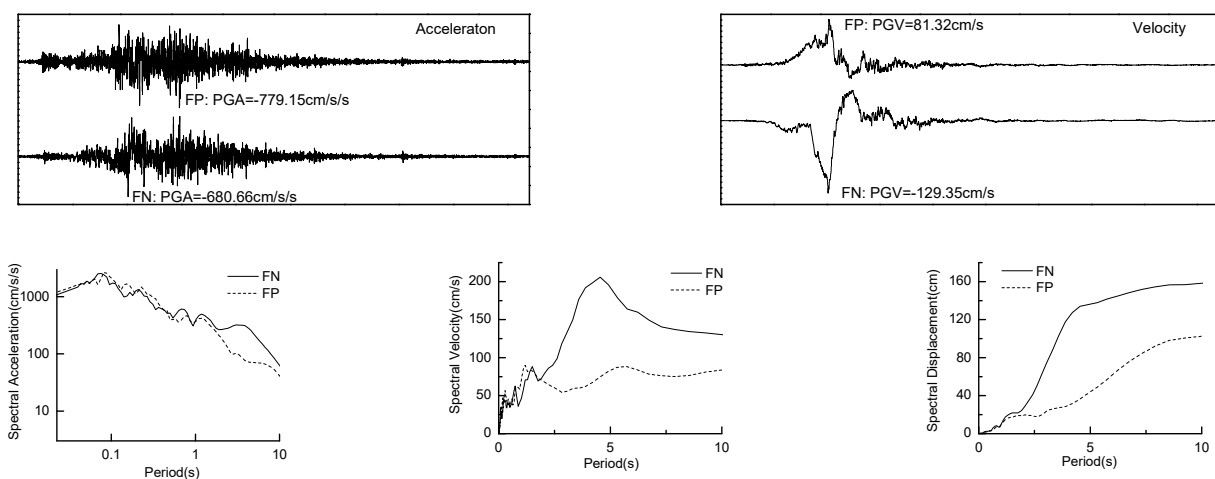 Acceleraton
FP: PGA=-779.15cm/s/s
FN: PGA=-680.66cm/s/s
FP: PGV=81.32cm/s
Velocity
FN: PGV=-129.35cm/s
Spectral Acceleration(cm/s/s)
1000
100
10
FN
FP
0.1
1
10
Period(s)
Spectral Velocity(cm/s)
200
150
100
50
0
FN
FP
0
5
10
Period(s)
Spectral Displacement(cm)
160
120
80
40
0
FN
FP
0
5
10
Period(s)